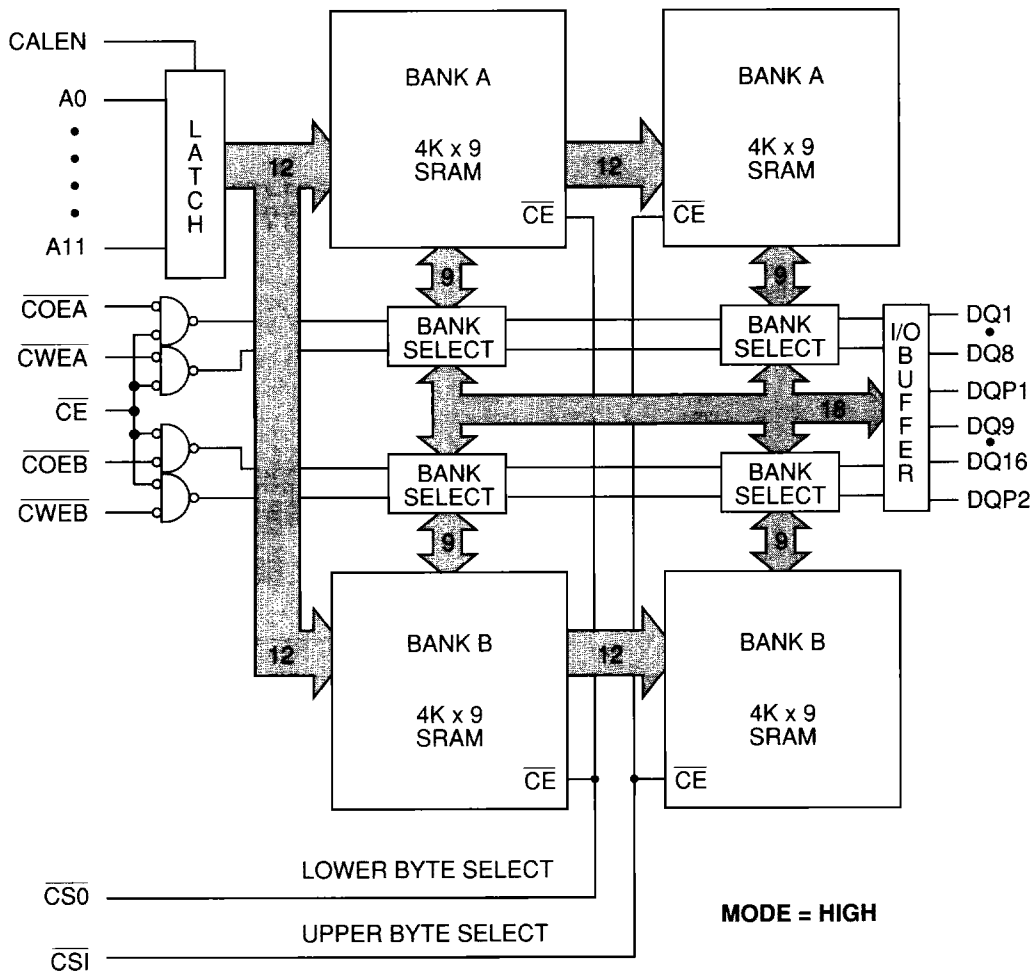 CALEN
A0
A11
LATCH
12
BANK A
4K x 9
SRAM
CE
12
BANK A
4K x 9
SRAM
CE
9
9
COEA
CWEA
CE
COEB
CWEB
BANK
SELECT
BANK
SELECT
18
BANK
SELECT
BANK
SELECT
I/O
BUFFER
DQ1
DQ8
DQP1
DQ9
DQ16
DQP2
9
9
12
BANK B
4K x 9
SRAM
CE
12
BANK B
4K x 9
SRAM
CE
LOWER BYTE SELECT
CS0
UPPER BYTE SELECT
CSI
MODE = HIGH